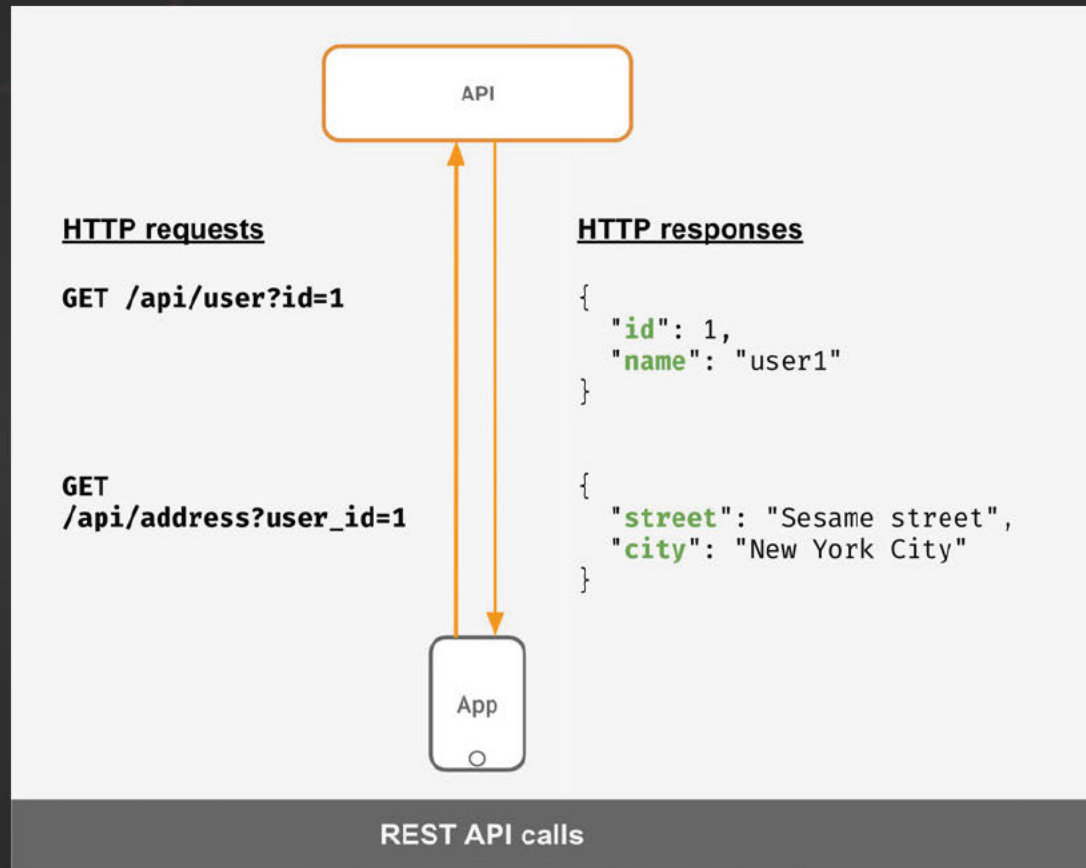 API
HTTP requests
HTTP responses
GET /api/user?id=1
{
"id": 1,
"name": "user1"
}
GET
/api/address?user_id=1
{
"street": "Sesame street",
"city": "New York City"
}
App
REST API calls